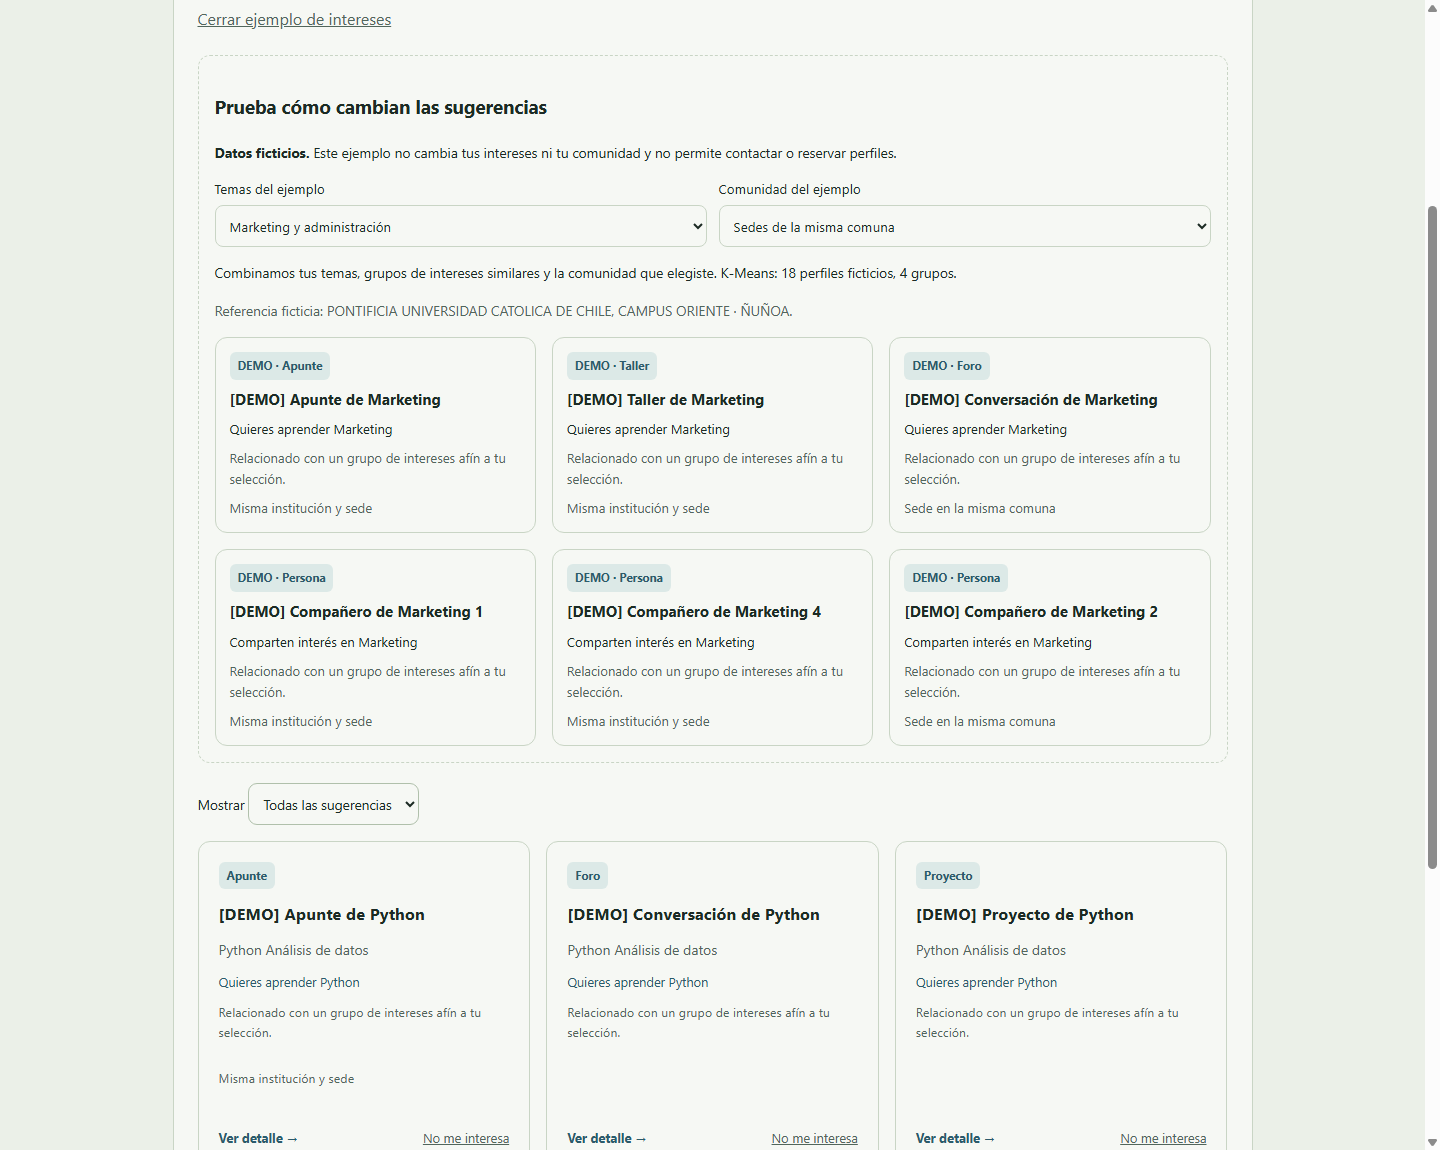 Cerrar ejemplo de intereses
Prueba cómo cambian las sugerencias
Datos ficticios. Este ejemplo no cambia tus intereses ni tu comunidad y no permite contactar o reservar perfiles.
Temas del ejemplo
Comunidad del ejemplo
Marketing y administración
Sedes de la misma comuna
Combinamos tus temas, grupos de intereses similares y la comunidad que elegiste. K-Means: 18 perfiles ficticios, 4 grupos.
Referencia ficticia: PONTIFICIA UNIVERSIDAD CATOLICA DE CHILE, CAMPUS ORIENTE · ÑUÑOA.
DEMO · Apunte
[DEMO] Apunte de Marketing
Quieres aprender Marketing
Relacionado con un grupo de intereses afín a tu
selección.
Misma institución y sede
DEMO · Taller
[DEMO] Taller de Marketing
Quieres aprender Marketing
Relacionado con un grupo de intereses afín a tu
selección.
Misma institución y sede
DEMO · Foro
[DEMO] Conversación de Marketing
Quieres aprender Marketing
Relacionado con un grupo de intereses afín a tu
selección.
Sede en la misma comuna
DEMO · Persona
[DEMO] Compañero de Marketing 1
Comparten interés en Marketing
Relacionado con un grupo de intereses afín a tu
selección.
Misma institución y sede
DEMO · Persona
[DEMO] Compañero de Marketing 4
Comparten interés en Marketing
Relacionado con un grupo de intereses afín a tu
selección.
Misma institución y sede
DEMO · Persona
[DEMO] Compañero de Marketing 2
Comparten interés en Marketing
Relacionado con un grupo de intereses afín a tu
selección.
Sede en la misma comuna
Mostrar Todas las sugerencias
Apunte
[DEMO] Apunte de Python
Python Análisis de datos
Quieres aprender Python
Relacionado con un grupo de intereses afín a tu
selección.
Misma institución y sede
Ver detalle → No me interesa
Foro
[DEMO] Conversación de Python
Python Análisis de datos
Quieres aprender Python
Relacionado con un grupo de intereses afín a tu
selección.
Ver detalle → No me interesa
Proyecto
[DEMO] Proyecto de Python
Python Análisis de datos
Quieres aprender Python
Relacionado con un grupo de intereses afín a tu
selección.
Ver detalle → No me interesa